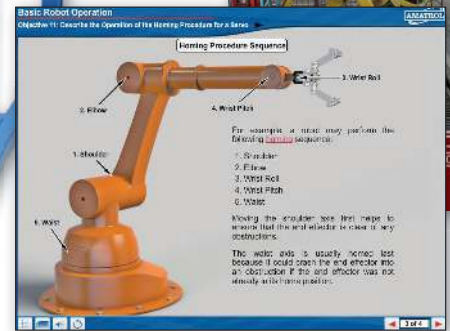 Basic Robot Operation
AMATROL
Objective 11: Describe the Operation of the Homing Procedure for a Servo
Homing Procedure Sequence
3. Wrist Roll
2. Elbow
4. Wrist Pitch
1. Shoulder
5. Waist
For example, a robot may perform the
following homing sequence:
1. Shoulder
2. Elbow
3. Wrist Roll
4. Wrist Pitch
5. Waist
Moving the shoulder axis first helps to
ensure that the end effector is clear of any
obstructions.
The waist axis is usually homed last
because it could crash the end effector into
an obstruction if the end effector was not
already in its home position.
3 of 4